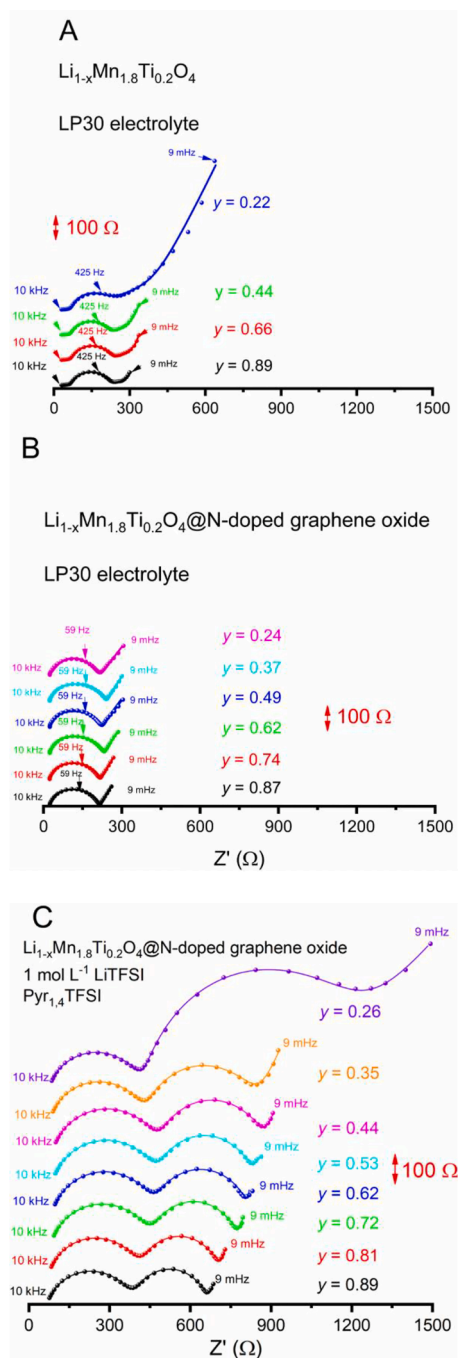 A
Li₁₋ₓMn₁.₈Ti₀.₂O₄
LP30 electrolyte
9 mHz
y = 0.22
100 Ω
425 Hz
10 kHz
9 mHz
y = 0.44
425 Hz
10 kHz
9 mHz
y = 0.66
425 Hz
10 kHz
9 mHz
y = 0.89
425 Hz
10 kHz
0 300 600 900 1200 1500
B
Li₁₋ₓMn₁.₈Ti₀.₂O₄@N-doped graphene oxide
LP30 electrolyte
59 Hz
10 kHz
9 mHz
y = 0.24
59 Hz
10 kHz
9 mHz
y = 0.37
59 Hz
10 kHz
9 mHz
y = 0.49
100 Ω
59 Hz
10 kHz
9 mHz
y = 0.62
59 Hz
10 kHz
9 mHz
y = 0.74
59 Hz
10 kHz
9 mHz
y = 0.87
0 300 600 900 1200 1500
Z' (Ω)
C
Li₁₋ₓMn₁.₈Ti₀.₂O₄@N-doped graphene oxide
1 mol L⁻¹ LiTFSI
Pyr₁,₄TFSI
9 mHz
y = 0.26
10 kHz
9 mHz
y = 0.35
10 kHz
9 mHz
y = 0.44
10 kHz
9 mHz
y = 0.53
100 Ω
10 kHz
9 mHz
y = 0.62
10 kHz
9 mHz
y = 0.72
10 kHz
9 mHz
y = 0.81
10 kHz
9 mHz
y = 0.89
10 kHz
0 300 600 900 1200 1500
Z' (Ω)